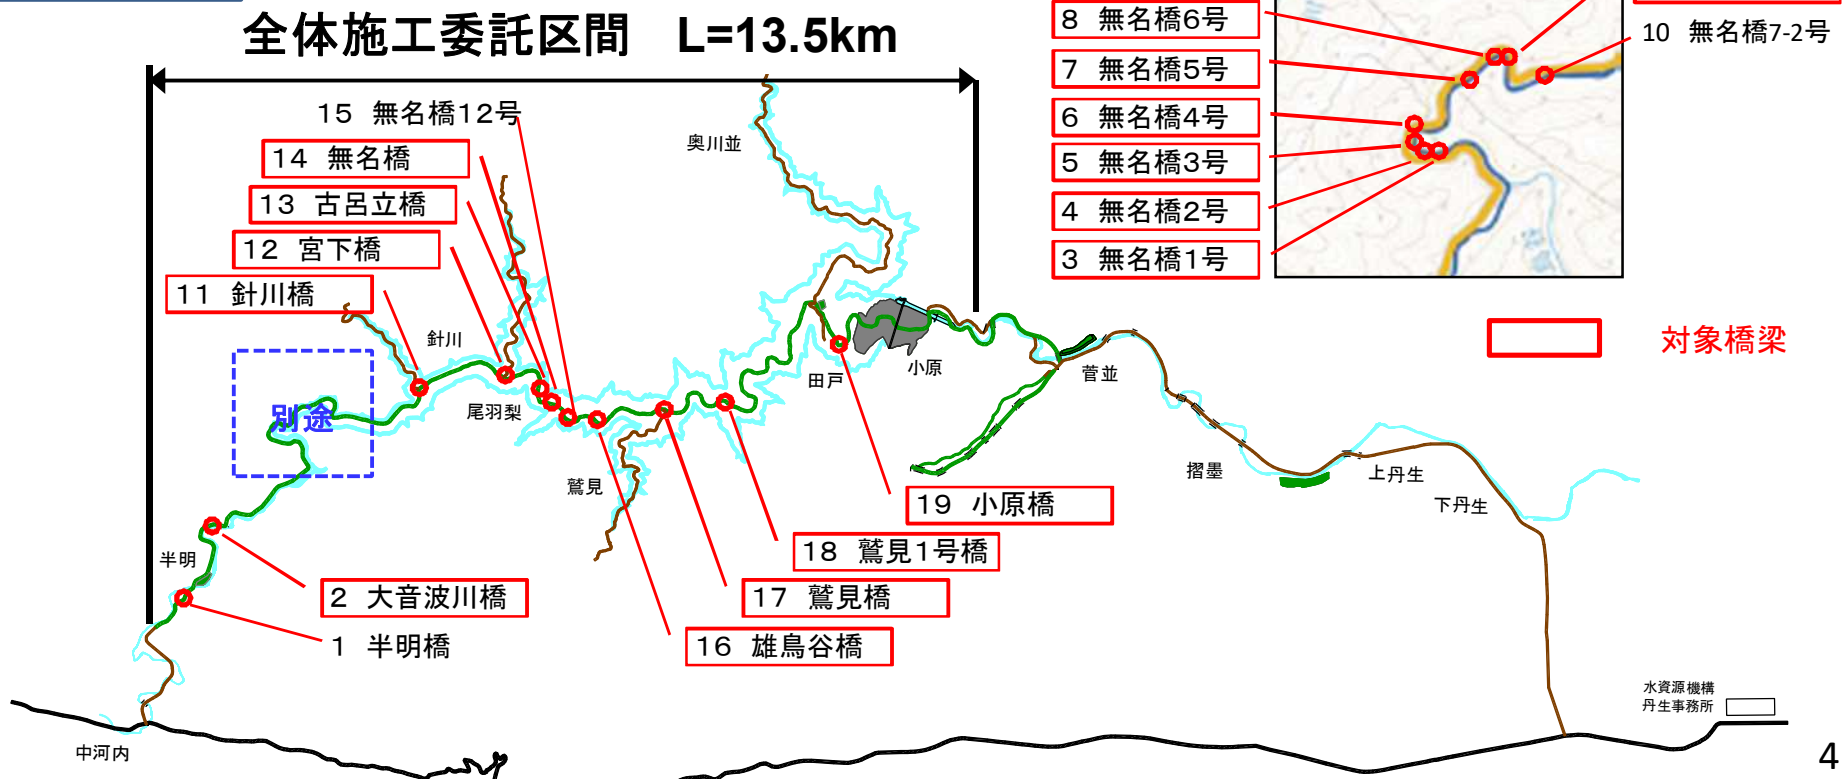 全体施工委託区間 L=13.5km
8 無名橋6号
10 無名橋7-2号
7 無名橋5号
6 無名橋4号
5 無名橋3号
4 無名橋2号
3 無名橋1号
15 無名橋12号
14 無名橋
13 古呂立橋
12 宮下橋
11 針川橋
奥川並
針川
別途
尾羽梨
鷲見
田戸
小原
菅並
対象橋梁
摺墨
上丹生
下丹生
19 小原橋
18 鷲見1号橋
17 鷲見橋
16 雄鳥谷橋
半明
2 大音波川橋
1 半明橋
中河内
水資源機構
丹生事務所
4